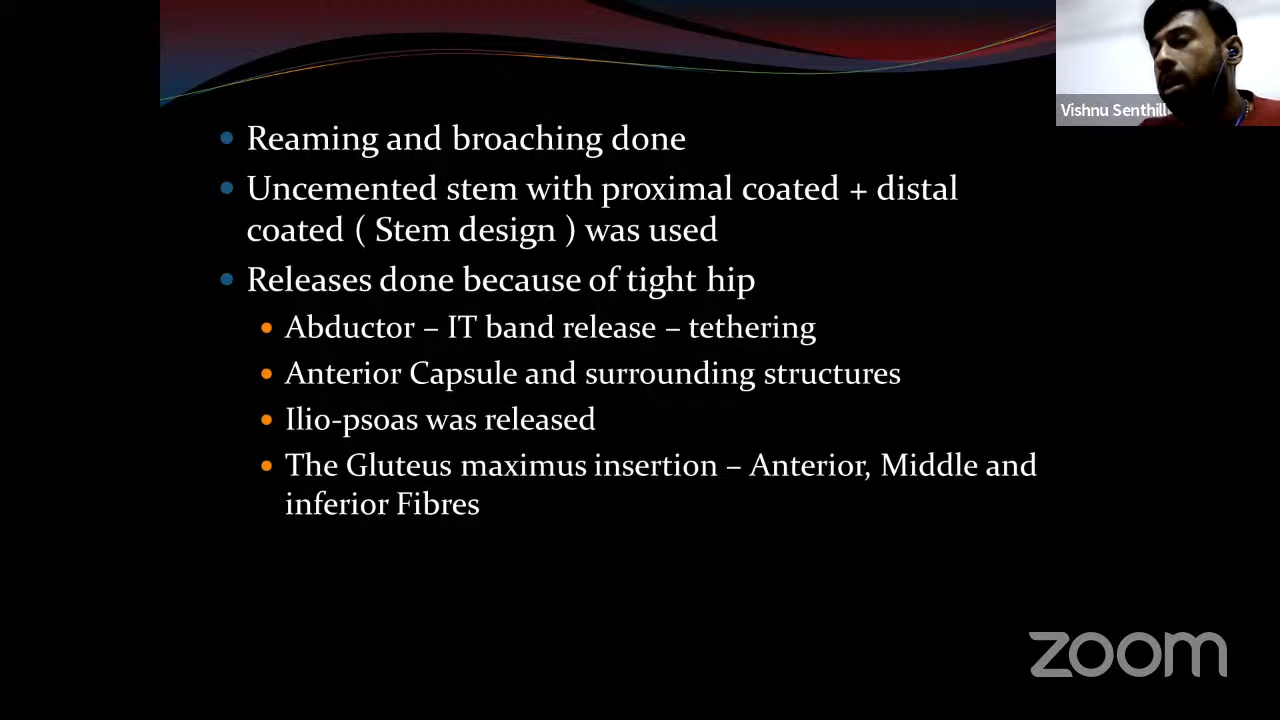 Vishnu Senthil
Reaming and broaching done
Uncemented stem with proximal coated + distal
coated ( Stem design ) was used
Releases done because of tight hip
Abductor – IT band release – tethering
Anterior Capsule and surrounding structures
Ilio-psoas was released
The Gluteus maximus insertion – Anterior, Middle and
inferior Fibres
zoom